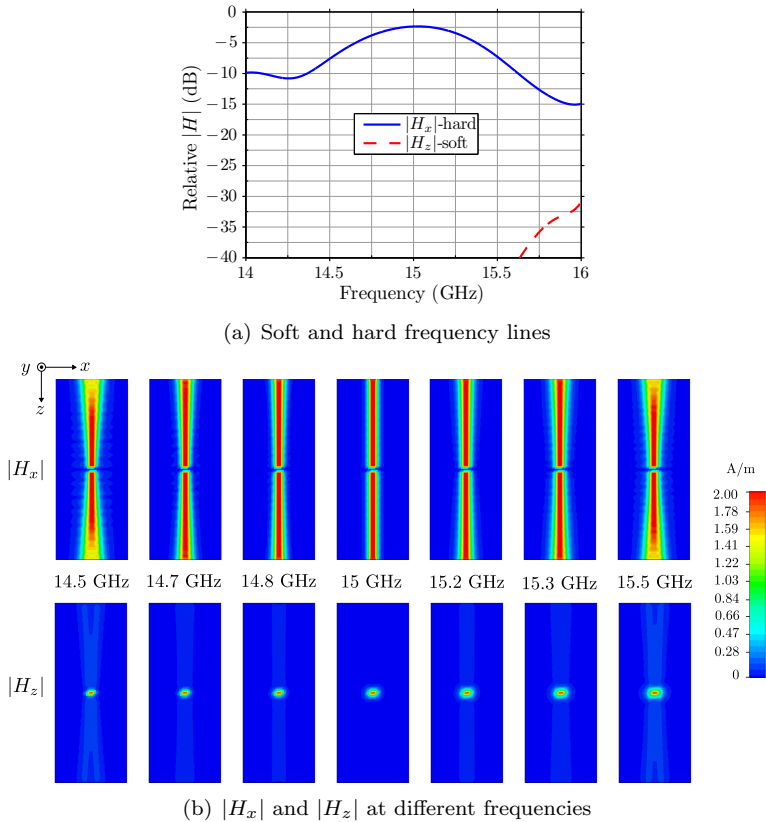 0
−5
−10
−15
−20
−25
−30
−35
−40
Relative |H| (dB)
|Hx|-hard
|Hz|-soft
14
14.5
15
15.5
16
Frequency (GHz)
(a) Soft and hard frequency lines
y
x
z
|Hx|
A/m
2.00
1.78
1.59
1.41
1.22
1.03
0.84
0.66
0.47
0.28
0
14.5 GHz 14.7 GHz 14.8 GHz 15 GHz 15.2 GHz 15.3 GHz 15.5 GHz
|Hz|
(b) |Hx| and |Hz| at different frequencies